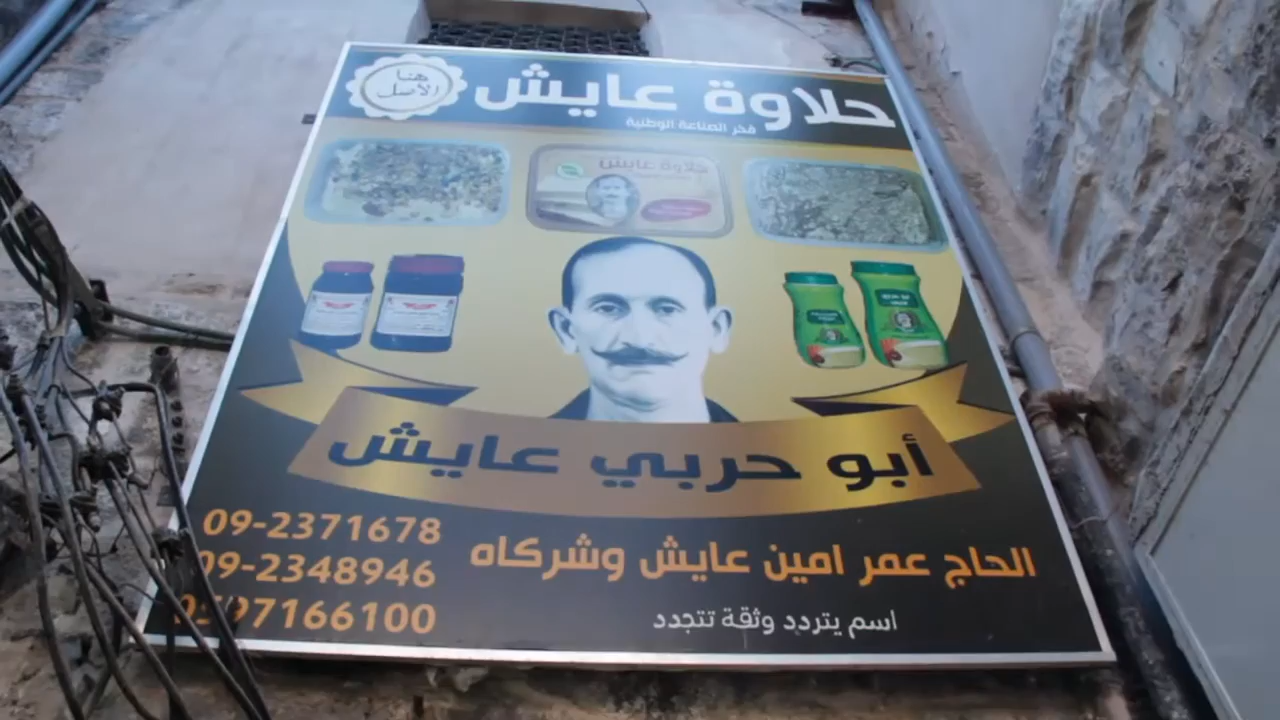 حلاوة عايش
هنا
الأصل
فخر الصناعة الوطنية
حلاوة عايش
أبو حربي عايش
09-2371678
09-2348946
0597166100
الحاج عمر امين عايش وشركاه
اسم يتردد وثقة تتجدد